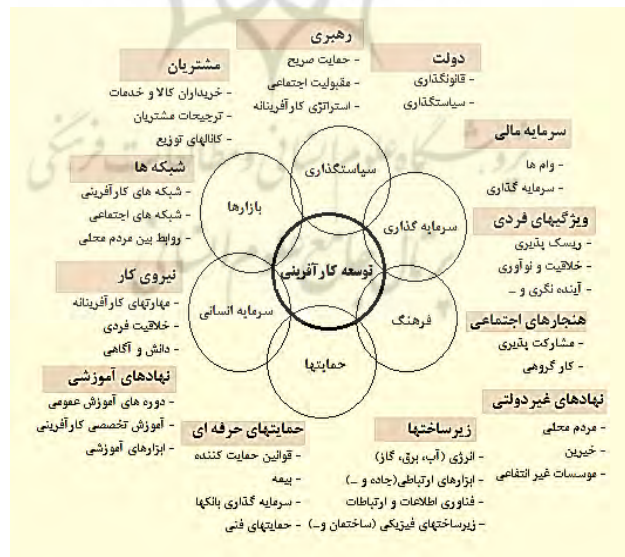 رهبری
- حمایت صریح
- مقبولیت اجتماعی
- استراتژی کارآفرینانه
دولت
- قانونگذاری
- سیاستگذاری
مشتریان
- خریداران کالا و خدمات
- ترجیحات مشتریان
- کانالهای توزیع
سرمایه مالی
- وام ها
- سرمایه گذاری
شبکه ها
- شبکه های کارآفرینی
- شبکه های اجتماعی
- روابط بین مردم محلی
ویژگیهای فردی
- ریسک پذیری
- خلاقیت و نوآوری
- آینده نگری و ...
نیروی کار
- مهارتهای کارآفرینانه
- خلاقیت فردی
- دانش و آگاهی
هنجارهای اجتماعی
- مشارکت پذیری
- کار گروهی
نهادهای آموزشی
- دوره های آموزش عمومی
- آموزش تخصصی کارآفرینی
- ابزارهای آموزشی
نهادهای غیردولتی
- مردم محلی
- خیرین
- موسسات غیر انتفاعی
حمایتهای حرفه ای
- قوانین حمایت کننده
- بیمه
- سرمایه گذاری بانکها
- حمایتهای فنی
زیرساختها
- انرژی (آب، برق، گاز)
- ابزارهای ارتباطی(جاده و ...)
- فناوری اطلاعات و ارتباطات
- زیرساختهای فیزیکی (ساختمان و...)
سیاستگذاری
بازارها
سرمایه گذاری
توسعه کارآفرینی
سرمایه انسانی
فرهنگ
حمایتها